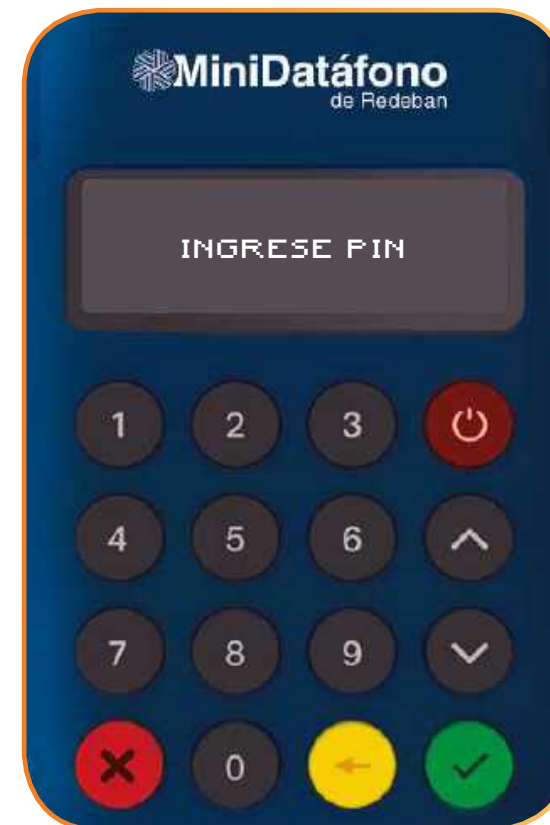 MiniDatáfono
de Redeban
INGRESE PIN
1 2 3
4 5 6
7 8 9
0